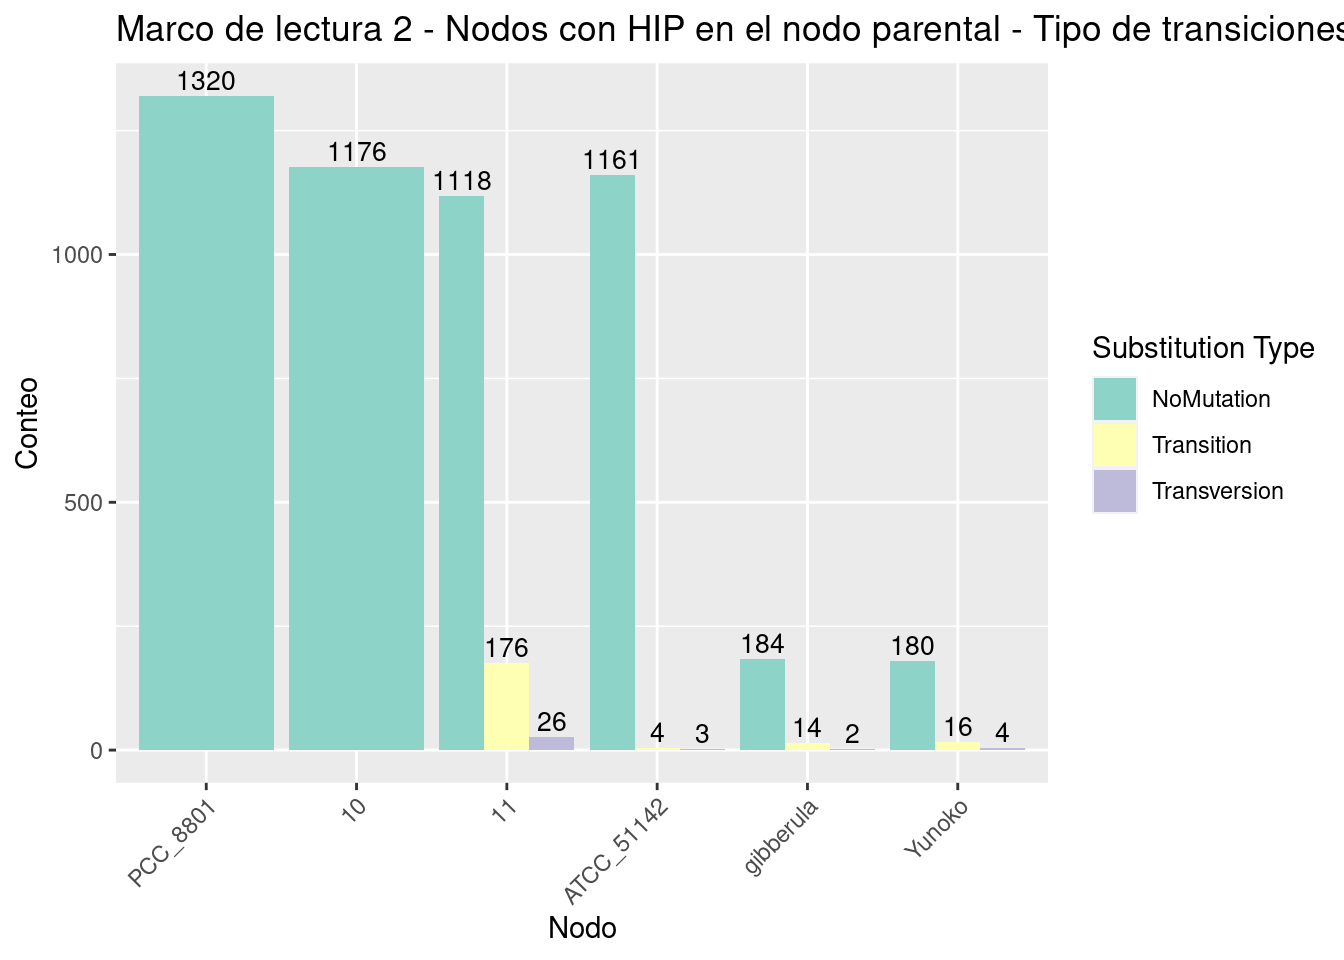 Marco de lectura 2 - Nodos con HIP en el nodo parental - Tipo de transiciones
1320
1176
1118
1161
176
26
4
3
184
14
2
180
16
4
1000
500
0
Conteo
PCC_8801
10
11
ATCC_51142
gibberula
Yunoko
Nodo
Substitution Type
NoMutation
Transition
Transversion